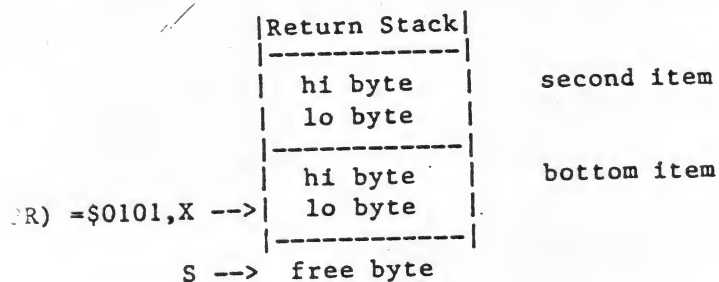 |Return Stack|
|-------------|
| hi byte | second item
| lo byte |
|-------------|
| hi byte | bottom item
R) =$0101,X -->| lo byte |
|-------------|
S --> free byte